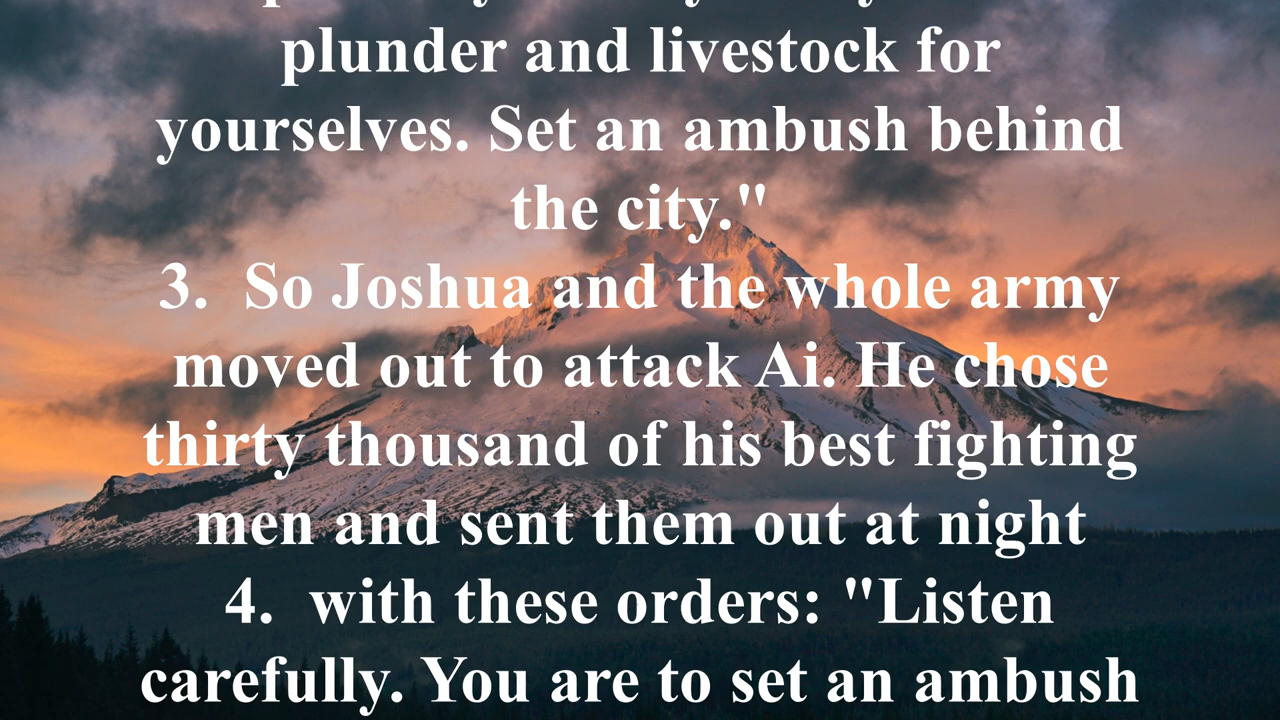 plunder and livestock for
yourselves. Set an ambush behind
the city."
3.  So Joshua and the whole army
moved out to attack Ai. He chose
thirty thousand of his best fighting
men and sent them out at night
4.  with these orders: "Listen
carefully. You are to set an ambush